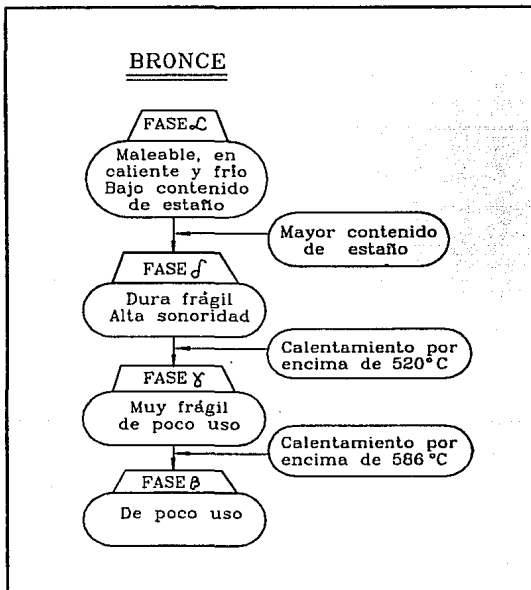 BRONCE
FASE α
Maleable, en
caliente y frío
Bajo contenido
de estaño
Mayor contenido
de estaño
FASE δ
Dura frágil
Alta sonoridad
Calentamiento por
encima de 520°C
FASE γ
Muy frágil
de poco uso
Calentamiento por
encima de 586°C
FASE β
De poco uso